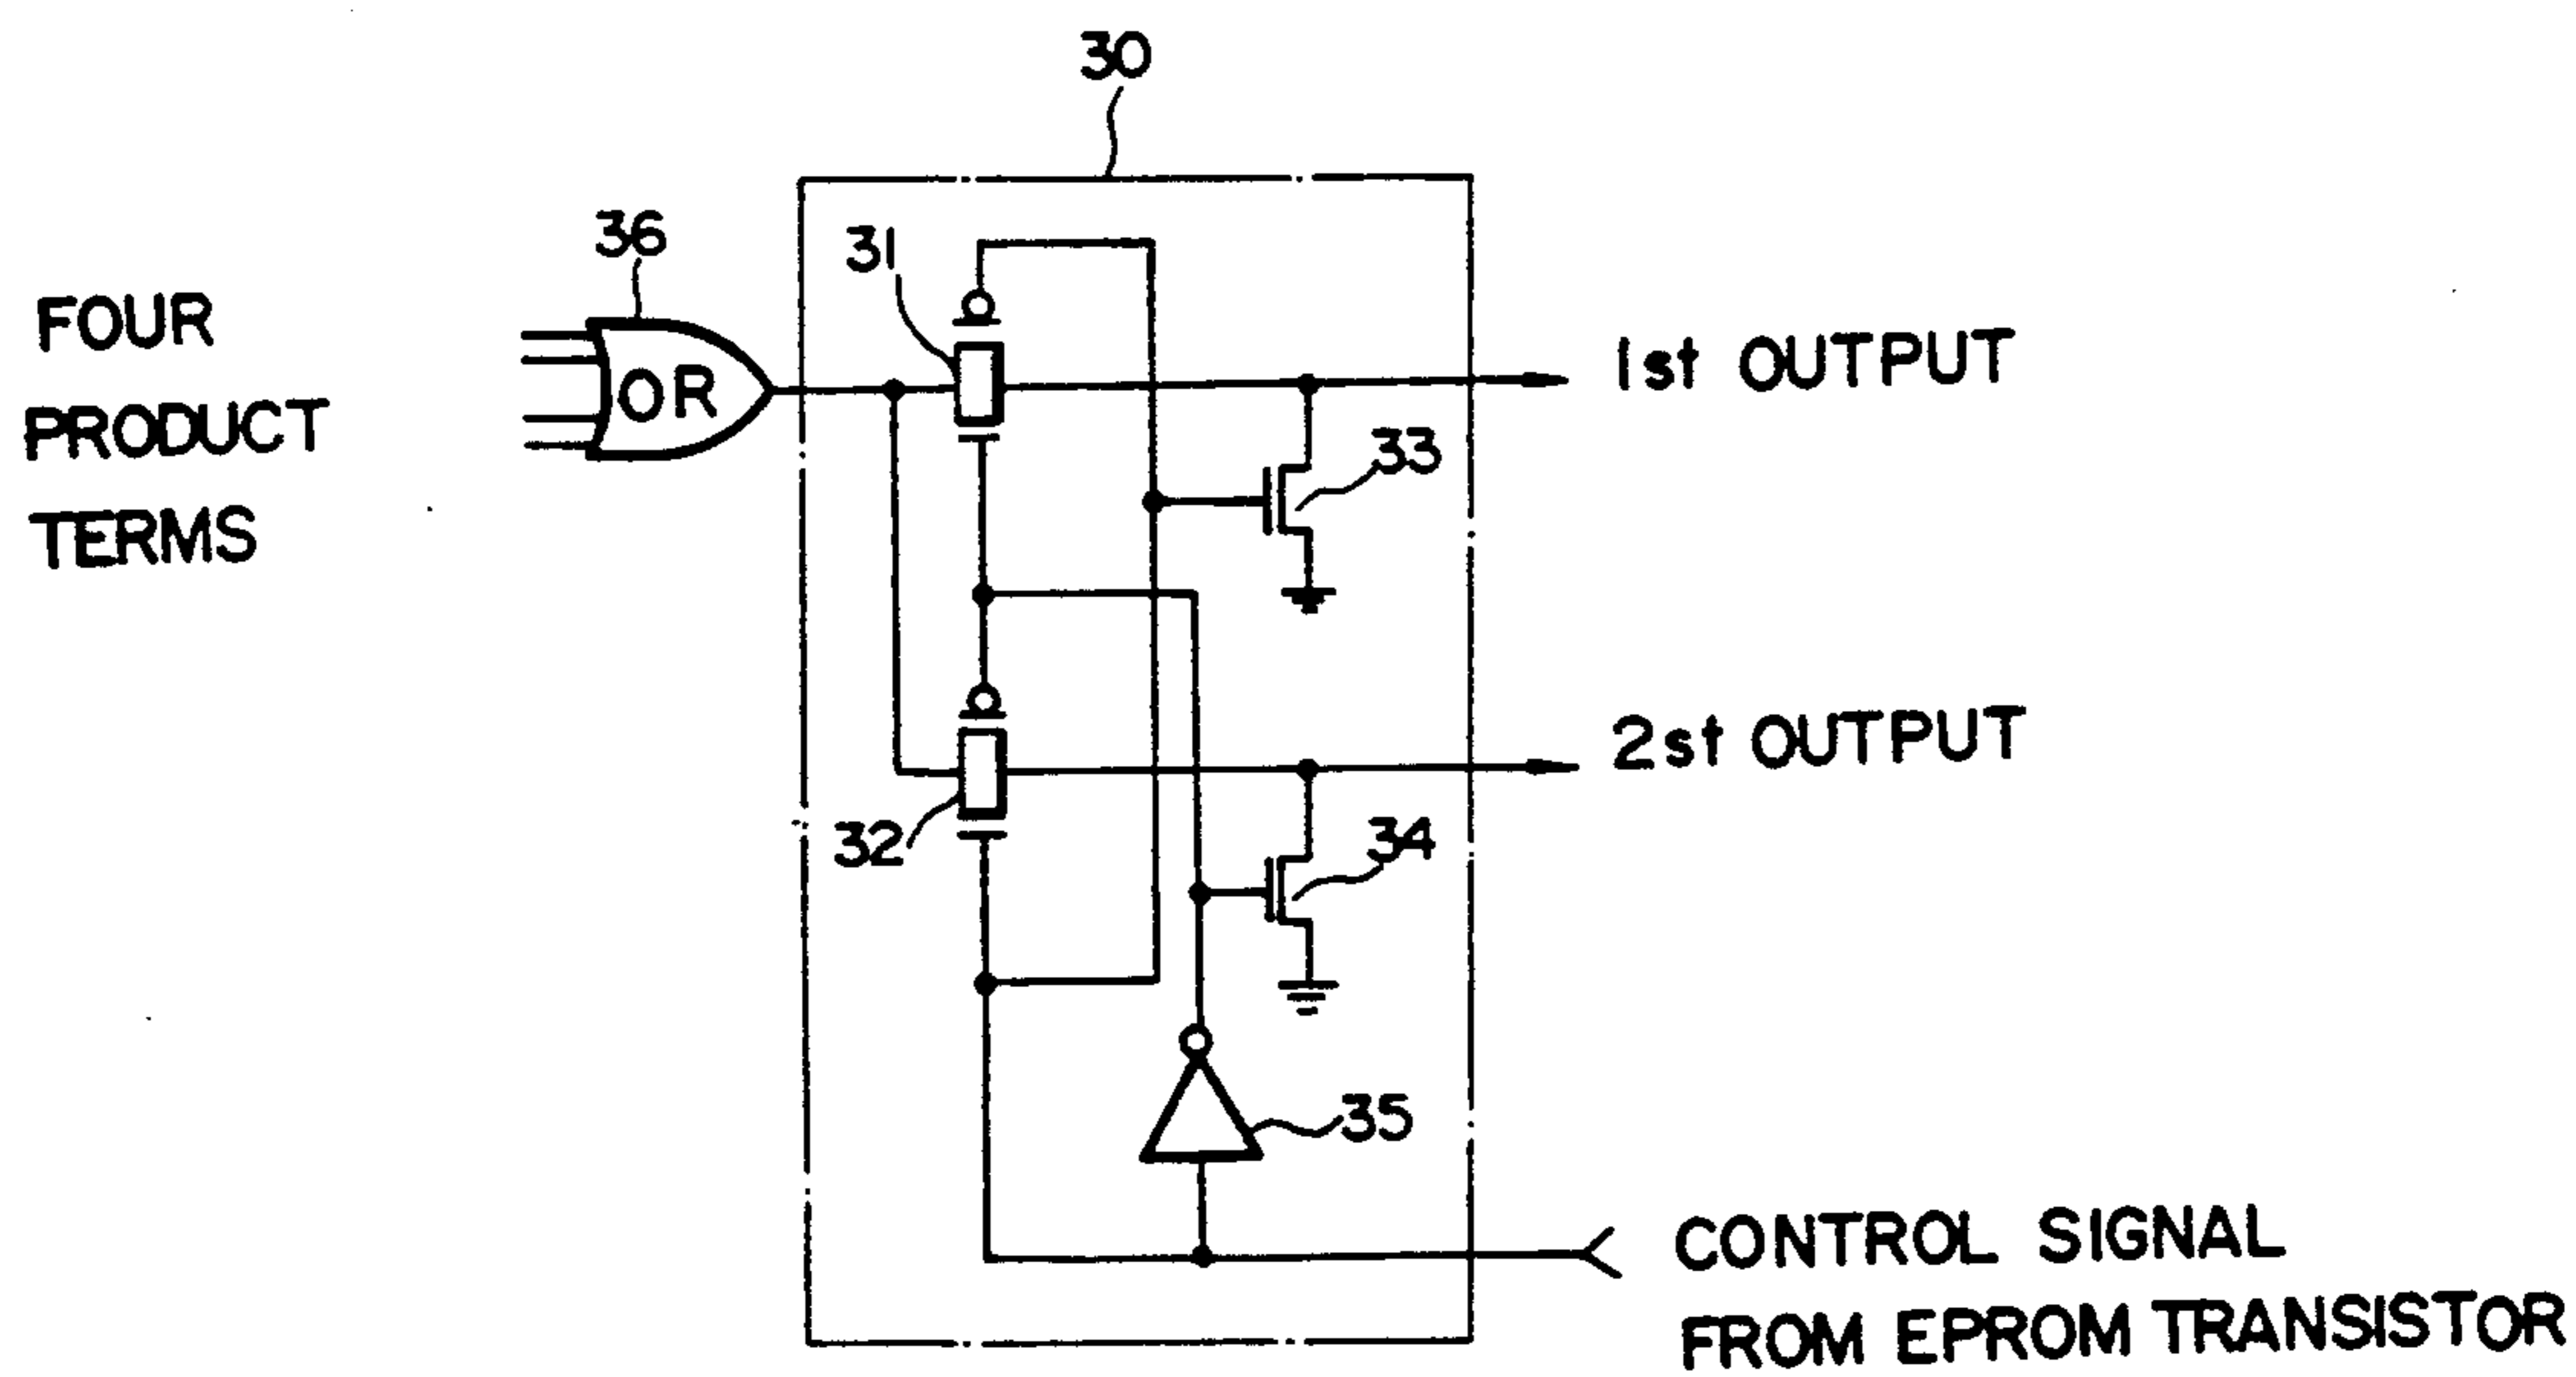 30
36
31
FOUR
PRODUCT
TERMS
OR
1st OUTPUT
33
2st OUTPUT
32
34
35
CONTROL SIGNAL
FROM EPROM TRANSISTOR